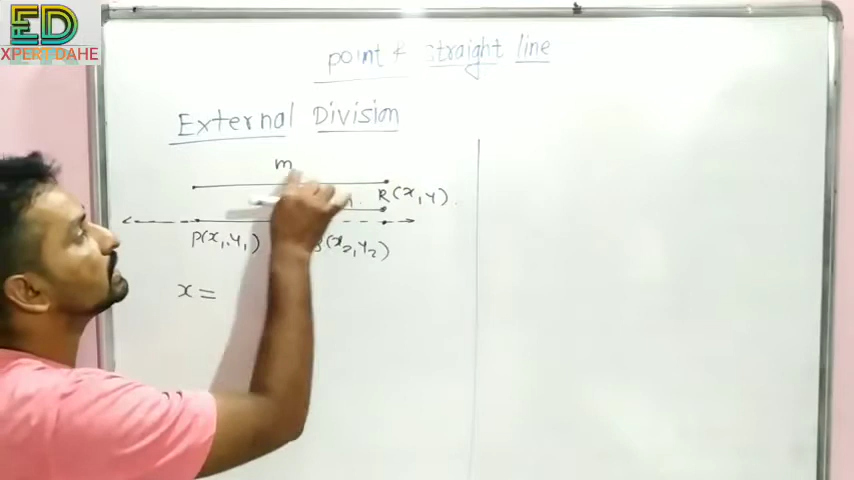 ED
XPERT DAHE
point & straight line
External Division
m
R(x,y).
P(x₁,y₁) (x₂,y₂)
x =